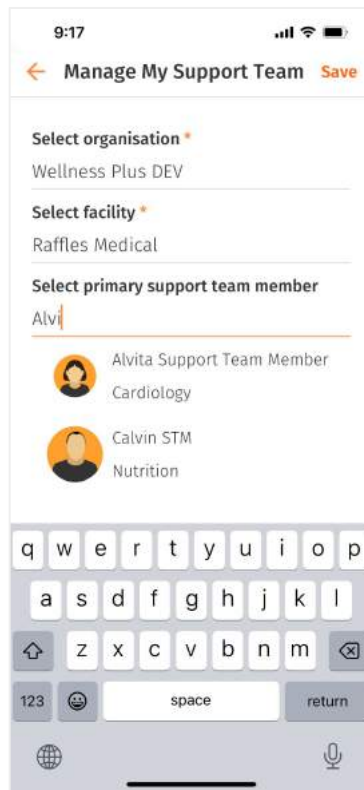 9:17
Manage My Support Team Save
Select organisation *
Wellness Plus DEV
Select facility *
Raffles Medical
Select primary support team member
Alvi
Alvita Support Team Member
Cardiology
Calvin STM
Nutrition
q w e r t y u i o p
a s d f g h j k l
z x c v b n m
123 space return